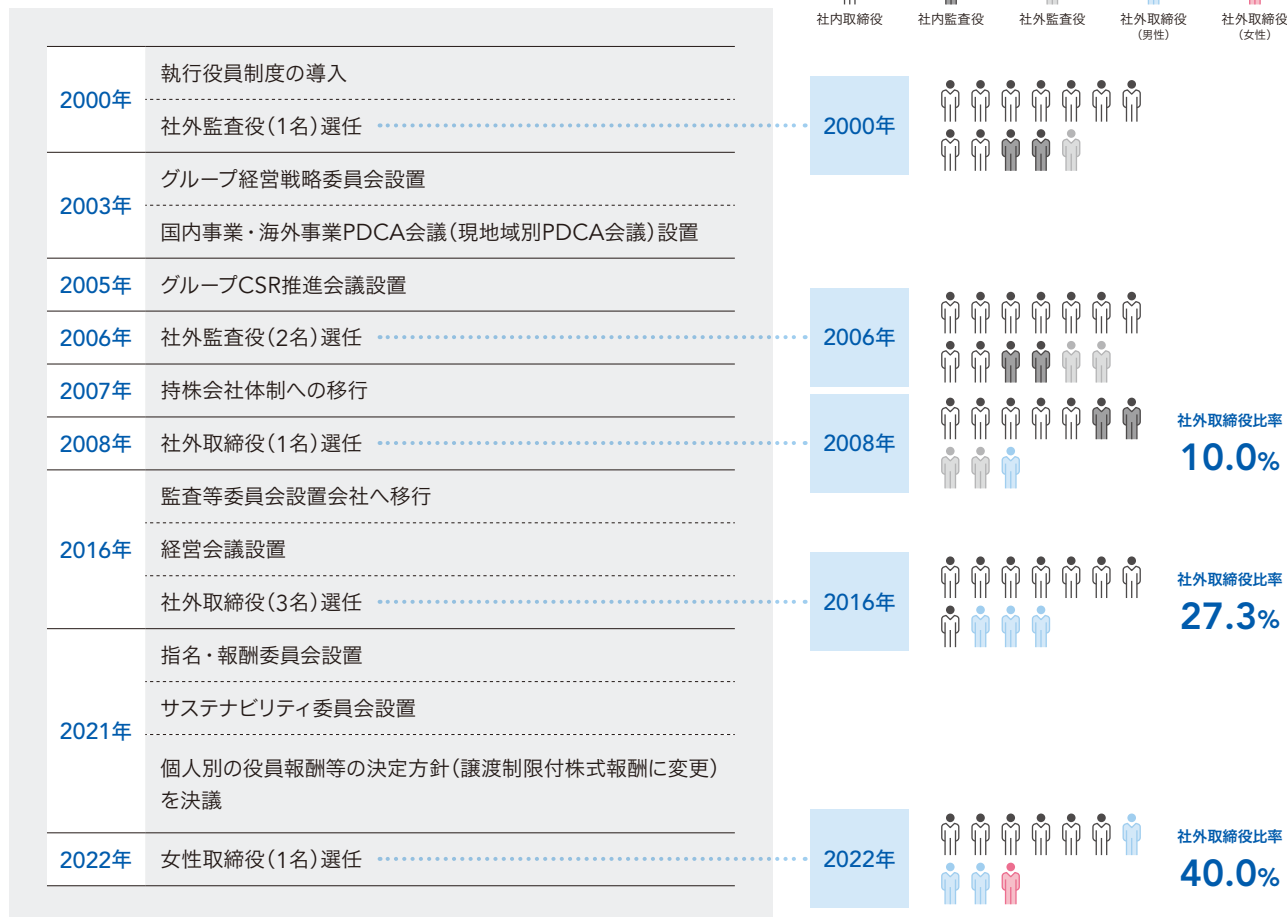 社内取締役
社内監査役
社外監査役
社外取締役
(男性)
社外取締役
(女性)
2000年
執行役員制度の導入
社外監査役(1名)選任
2003年
グループ経営戦略委員会設置
国内事業・海外事業PDCA会議(現地域別PDCA会議)設置
2005年
グループCSR推進会議設置
2006年
社外監査役(2名)選任
2007年
持株会社体制への移行
2008年
社外取締役(1名)選任
2016年
監査等委員会設置会社へ移行
経営会議設置
社外取締役(3名)選任
2021年
指名・報酬委員会設置
サステナビリティ委員会設置
個人別の役員報酬等の決定方針(譲渡制限付株式報酬に変更)
を決議
2022年
女性取締役(1名)選任
2000年
2006年
2008年
社外取締役比率
10.0%
2016年
社外取締役比率
27.3%
2022年
社外取締役比率
40.0%